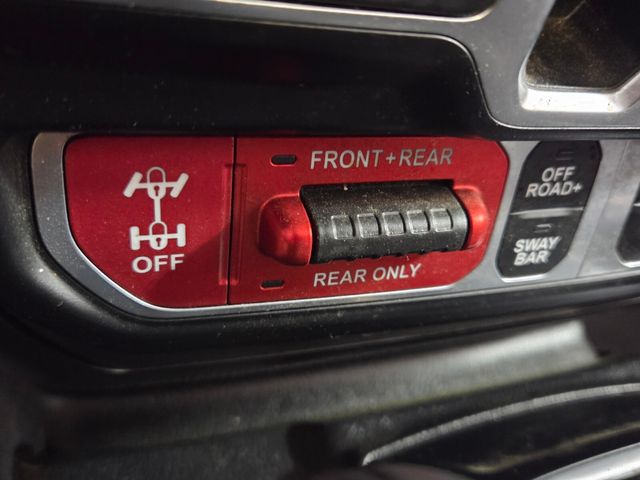 OFF
FRONT+REAR
REAR ONLY
OFF
ROAD+
SWAY
BAR